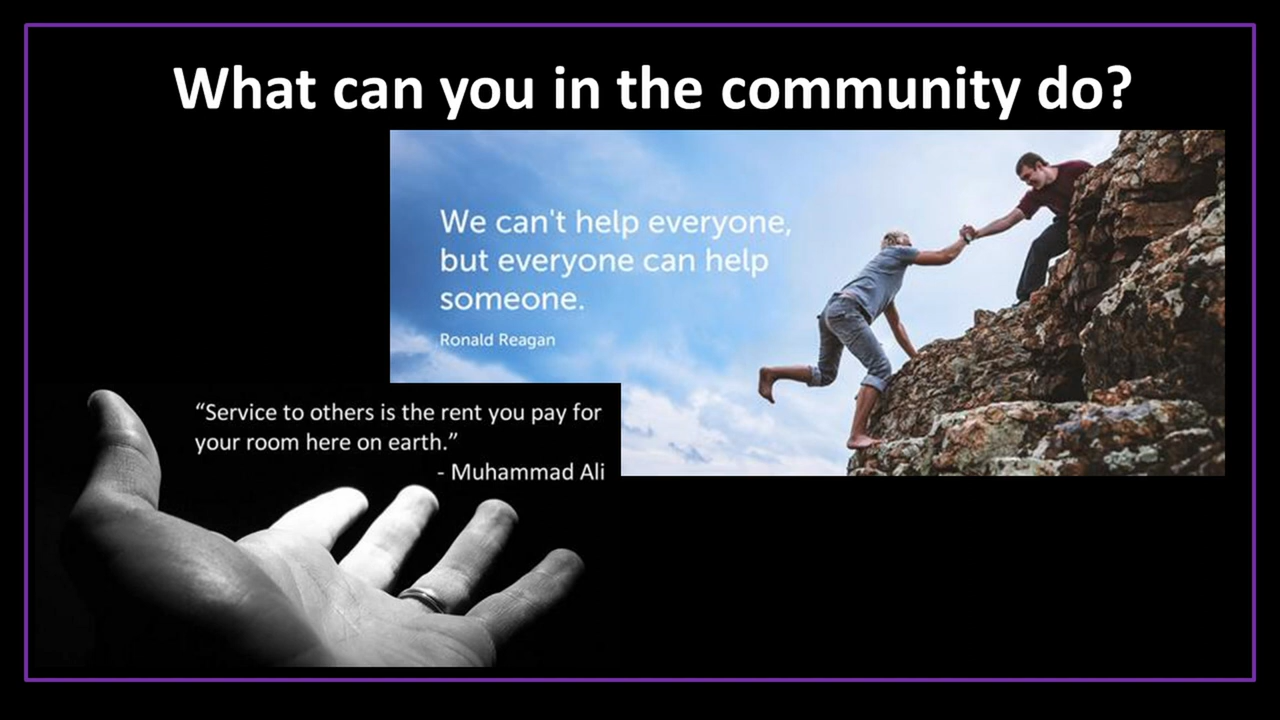 What can you in the community do?
We can't help everyone,
but everyone can help
someone.
Ronald Reagan
“Service to others is the rent you pay for
your room here on earth.”
- Muhammad Ali